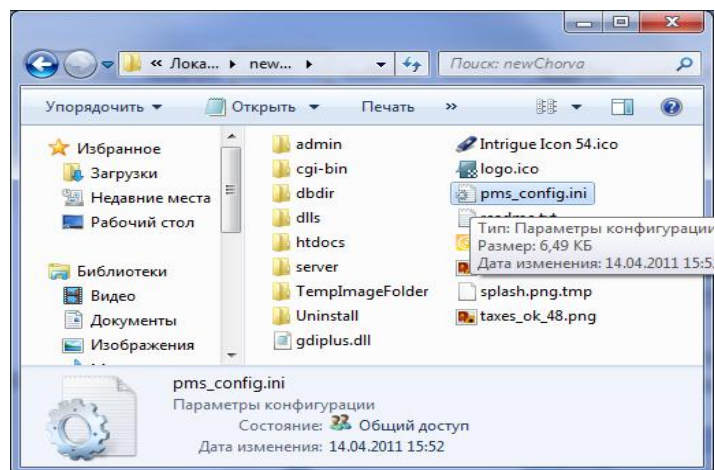 « Лока... ▸ new... ▸
Поиск: newChorva
Упорядочить ▾ Открыть ▾ Печать »
Избранное
Загрузки
Недавние места
Рабочий стол
Библиотеки
Видео
Документы
Изображения
admin
cgi-bin
dbdir
dlls
htdocs
server
TempImageFolder
Uninstall
gdiplus.dll
Intrigue Icon 54.ico
logo.ico
pms_config.ini
Тип: Параметры конфигурации
Размер: 6,49 КБ
Дата изменения: 14.04.2011 15:5
splash.png.tmp
taxes_ok_48.png
pms_config.ini
Параметры конфигурации
Состояние: Общий доступ
Дата изменения: 14.04.2011 15:52